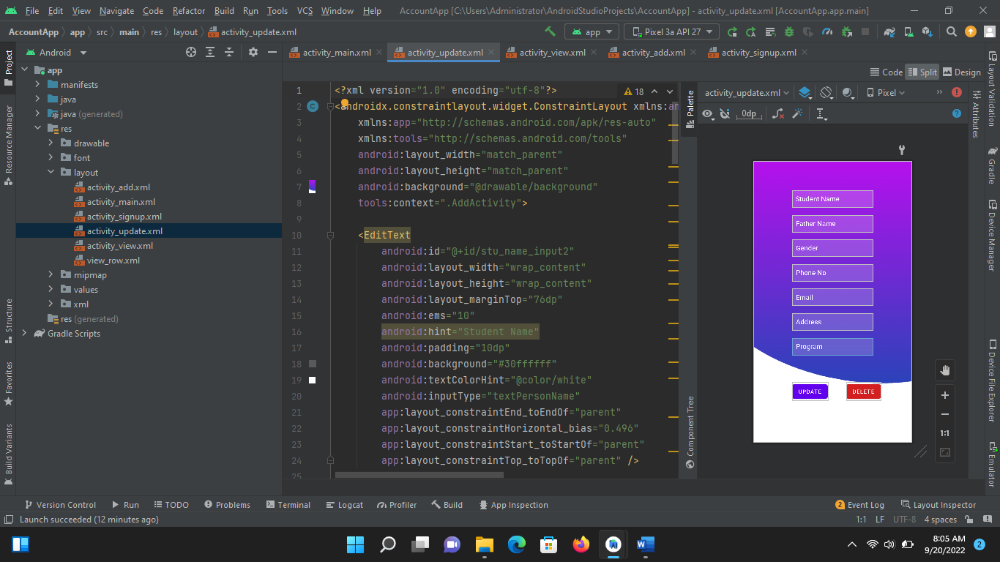 File Edit View Navigate Code Refactor Build Run Tools VCS Window Help AccountApp [C:\Users\Administrator\AndroidStudioProjects\AccountApp] - activity_update.xml [AccountApp.app.main]
AccountApp app src main res layout activity_update.xml
app Pixel 3a API 27
Project
Resource Manager
Structure
Favorites
Build Variants
Android
app
manifests
java
java (generated)
res
drawable
font
layout
activity_add.xml
activity_main.xml
activity_signup.xml
activity_update.xml
activity_view.xml
view_row.xml
mipmap
values
xml
res (generated)
Gradle Scripts
activity_main.xml activity_update.xml activity_view.xml activity_add.xml activity_signup.xml
Code Split Design
18
1 <?xml version="1.0" encoding="utf-8"?>
2 <androidx.constraintlayout.widget.ConstraintLayout xmlns:an
3 xmlns:app="http://schemas.android.com/apk/res-auto"
4 xmlns:tools="http://schemas.android.com/tools"
5 android:layout_width="match_parent"
6 android:layout_height="match_parent"
7 android:background="@drawable/background"
8 tools:context=".AddActivity">
9
10 <EditText
11 android:id="@+id/stu_name_input2"
12 android:layout_width="wrap_content"
13 android:layout_height="wrap_content"
14 android:layout_marginTop="76dp"
15 android:ems="10"
16 android:hint="Student Name"
17 android:padding="10dp"
18 android:background="#30ffffff"
19 android:textColorHint="@color/white"
20 android:inputType="textPersonName"
21 app:layout_constraintEnd_toEndOf="parent"
22 app:layout_constraintHorizontal_bias="0.496"
23 app:layout_constraintStart_toStartOf="parent"
24 app:layout_constraintTop_toTopOf="parent" />
25
Palette
Component Tree
activity_update.xml Pixel
0dp
Student Name
Father Name
Gender
Phone No
Email
Address
Program
UPDATE DELETE
1:1
Attributes
Layout Validation
Gradle
Device Manager
Device File Explorer
Emulator
Version Control Run TODO Problems Terminal Logcat Profiler Build App Inspection 2 Event Log Layout Inspector
Launch succeeded (12 minutes ago) 1:1 LF UTF-8 4 spaces
8:05 AM
9/20/2022 2